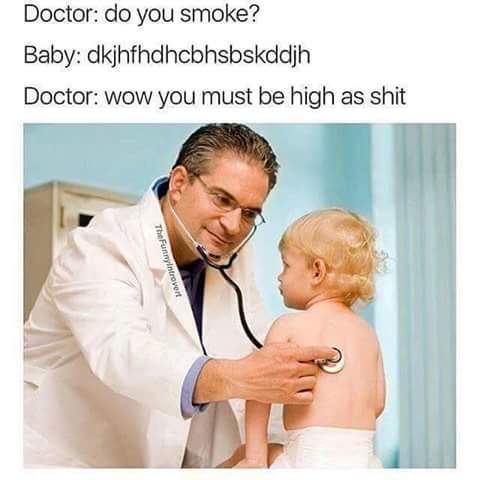 Doctor: do you smoke?
Baby: dkjhfhdhcbhsbskddjh
Doctor: wow you must be high as shit
TheFunnyIntrovert